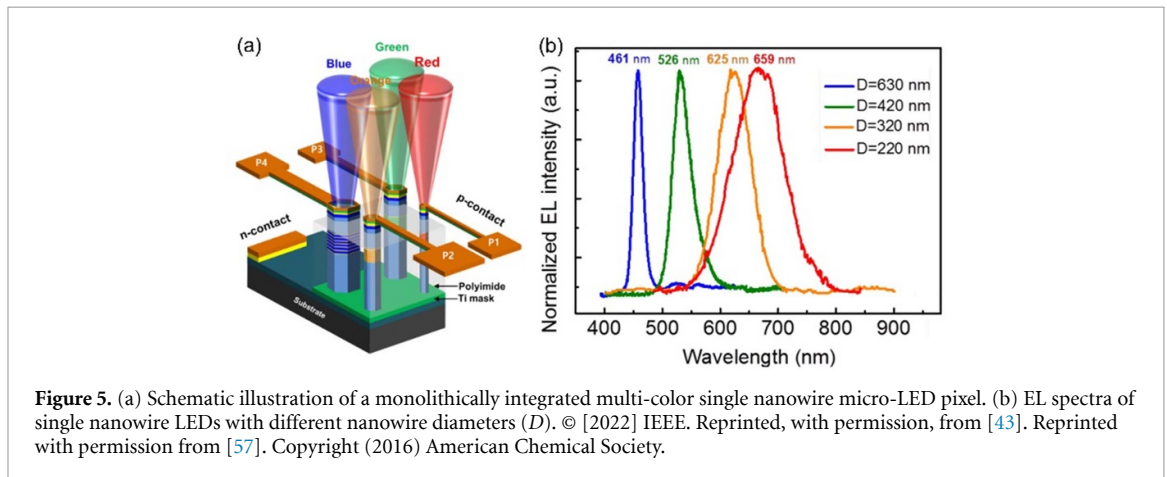 (a)
Green
Blue
Red
Orange
P3
P4
p-contact
n-contact
P1
P2
Polyimide
Ti mask
Substrate
(b)
461 nm 526 nm 625 nm 659 nm
D=630 nm
D=420 nm
D=320 nm
D=220 nm
Normalized EL intensity (a.u.)
400 500 600 700 800 900
Wavelength (nm)
Figure 5. (a) Schematic illustration of a monolithically integrated multi-color single nanowire micro-LED pixel. (b) EL spectra of
single nanowire LEDs with different nanowire diameters (D). © [2022] IEEE. Reprinted, with permission, from [43]. Reprinted
with permission from [57]. Copyright (2016) American Chemical Society.